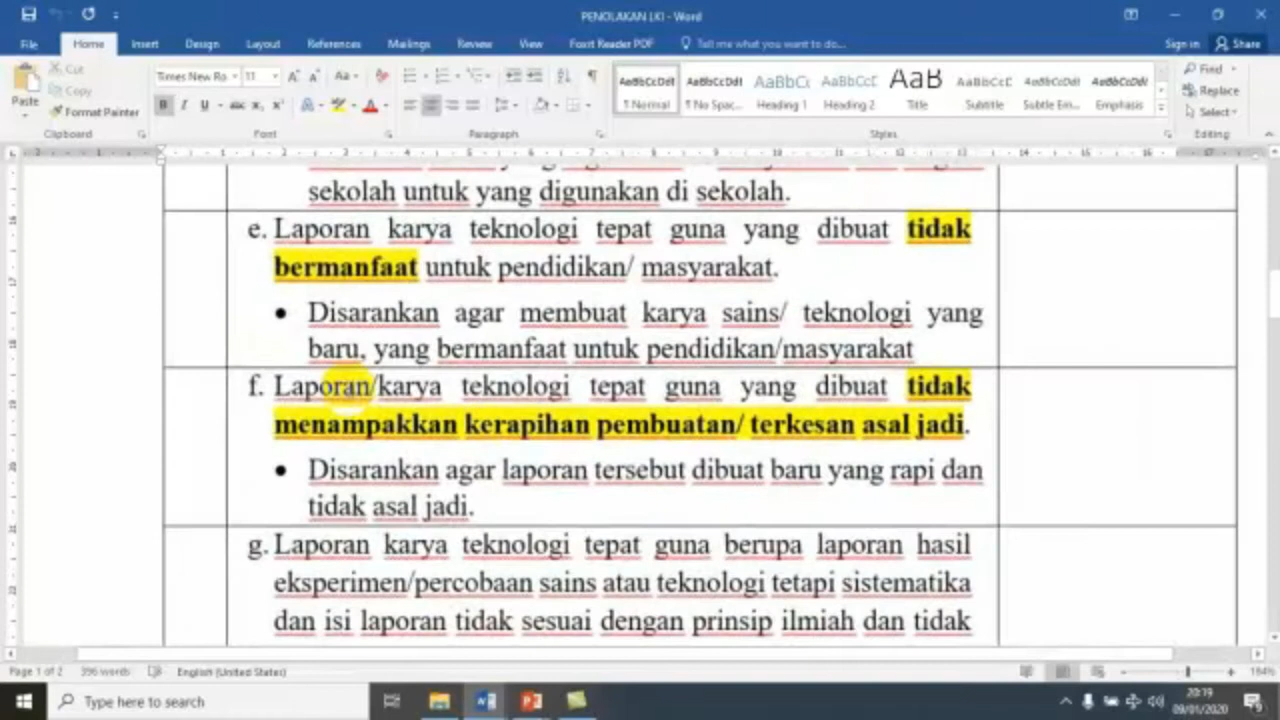 PENOLAKAN LKI - Word
File Home Insert Design Layout References Mailings Review View Foxit Reader PDF Tell me what you want to do... Sign in Share
Cut
Copy
Paste
Format Painter
Times New Ro 11
Clipboard Font Paragraph Styles Editing
AaBbCcDdI AaBbCcDdI AaBbCc AaBbCcD AaB AaBbCcD AaBbCcDdI AaBbCcDdI
¶ Normal ¶ No Spac... Heading 1 Heading 2 Title Subtitle Subtle Em... Emphasis
Find
Replace
Select
sekolah untuk yang digunakan di sekolah.
e. Laporan karya teknologi tepat guna yang dibuat tidak
bermanfaat untuk pendidikan/ masyarakat.
• Disarankan agar membuat karya sains/ teknologi yang
baru, yang bermanfaat untuk pendidikan/masyarakat
f. Laporan/karya teknologi tepat guna yang dibuat tidak
menampakkan kerapihan pembuatan/ terkesan asal jadi.
• Disarankan agar laporan tersebut dibuat baru yang rapi dan
tidak asal jadi.
g. Laporan karya teknologi tepat guna berupa laporan hasil
eksperimen/percobaan sains atau teknologi tetapi sistematika
dan isi laporan tidak sesuai dengan prinsip ilmiah dan tidak
Page 1 of 2 396 words English (United States) 184%
Type here to search
20:19
09/01/2020